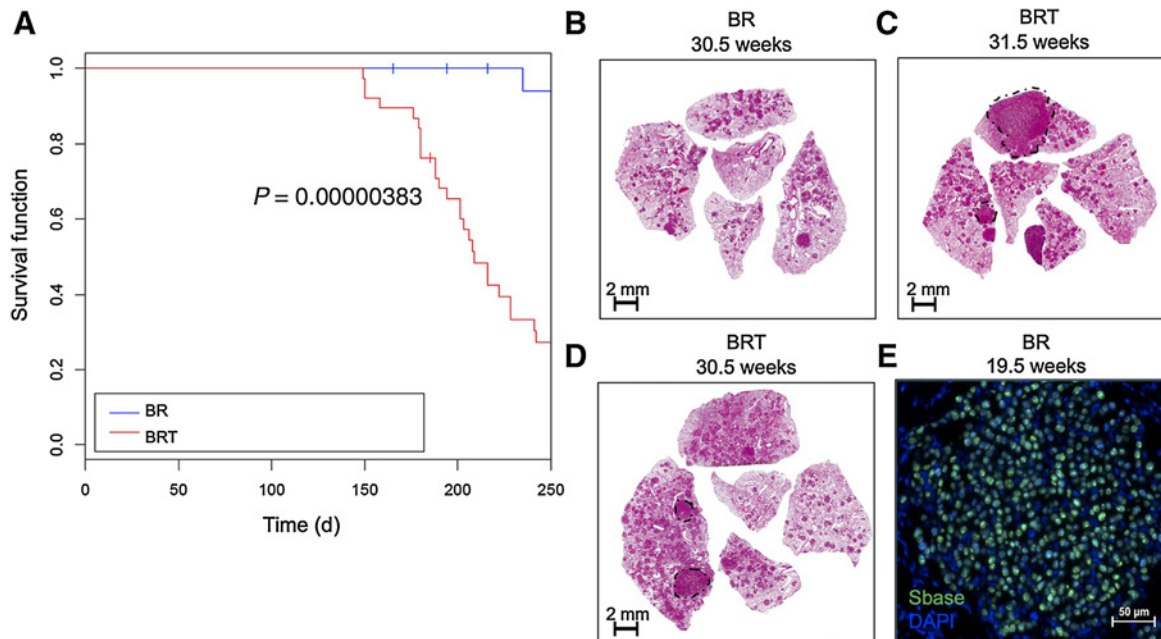 A
1.0
0.8
0.6
0.4
0.2
0.0
Survival function
P = 0.00000383
BR
BRT
0
50
100
150
200
250
Time (d)
B
BR
30.5 weeks
2 mm
C
BRT
31.5 weeks
2 mm
D
BRT
30.5 weeks
2 mm
E
BR
19.5 weeks
Sbase
DAPI
50 µm